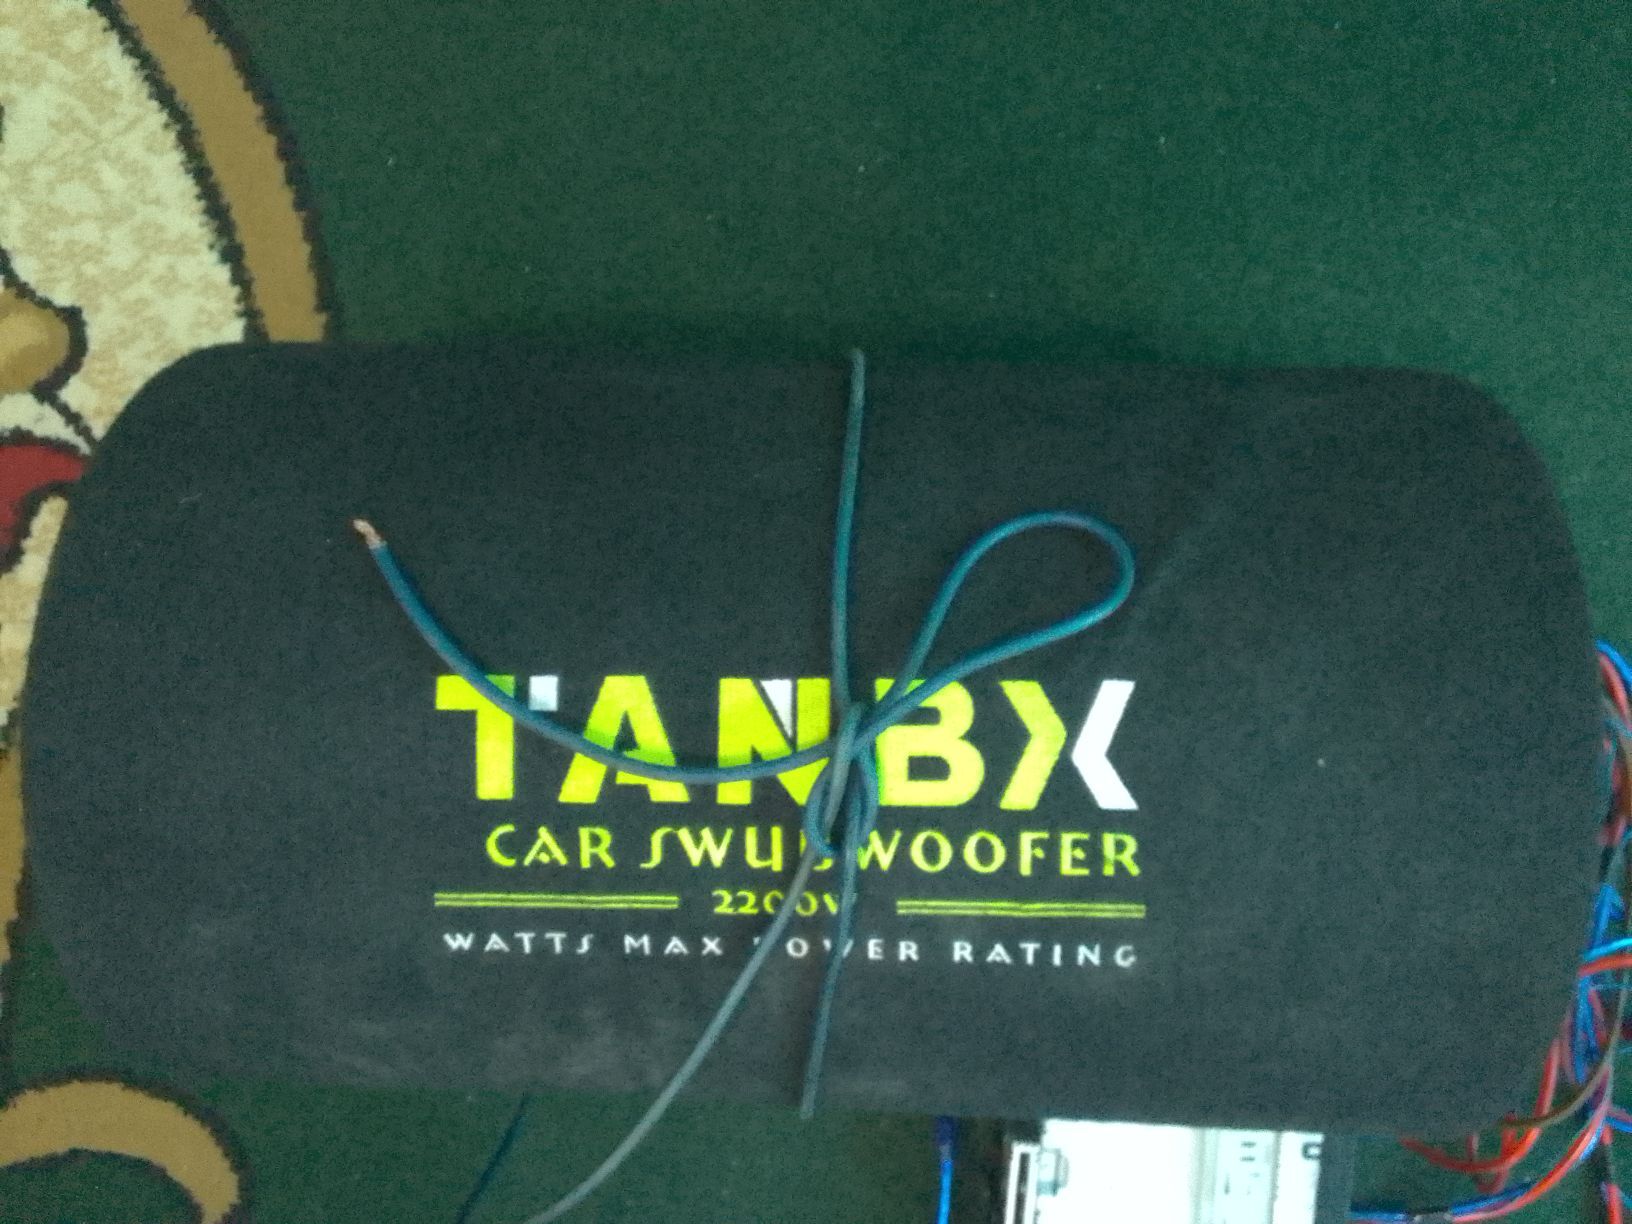 TANBX
CAR SWUBWOOFER
2200W
WATTS MAX POWER RATING